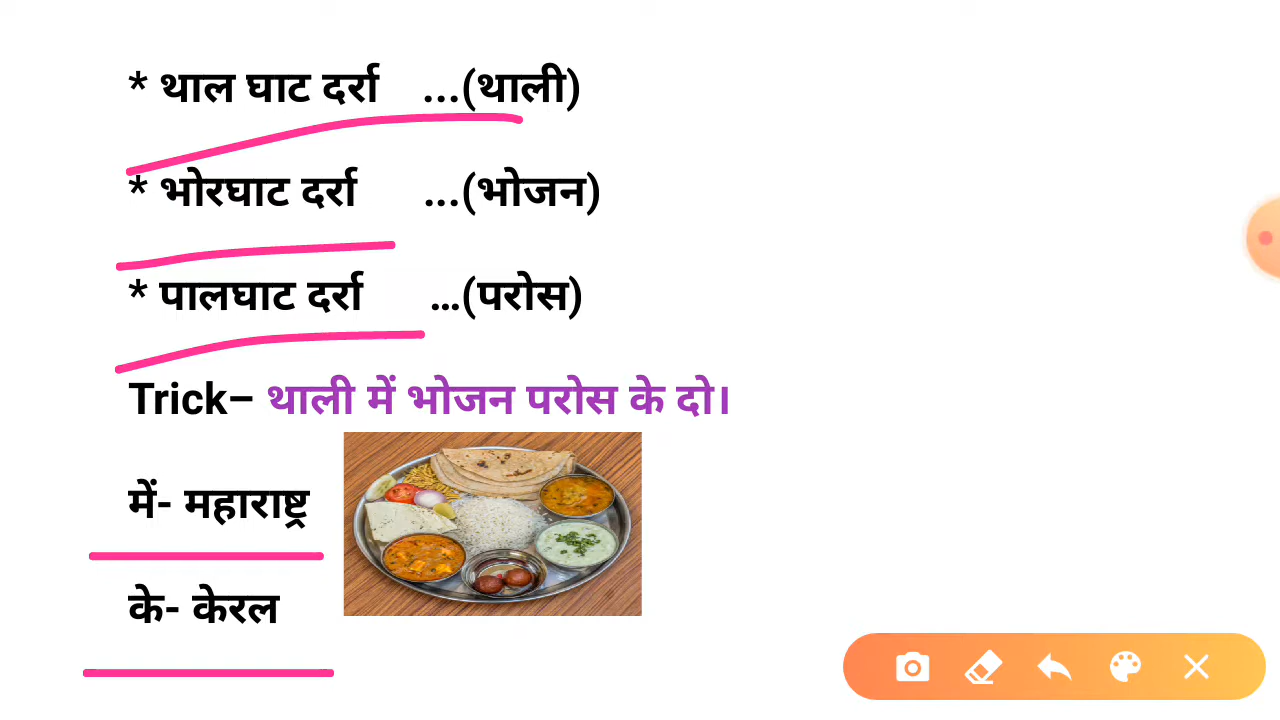 * थाल घाट दर्रा ...(थाली)
* भोरघाट दर्रा ...(भोजन)
* पालघाट दर्रा ...(परोस)
Trick– थाली में भोजन परोस के दो।
में- महाराष्ट्र
के- केरल